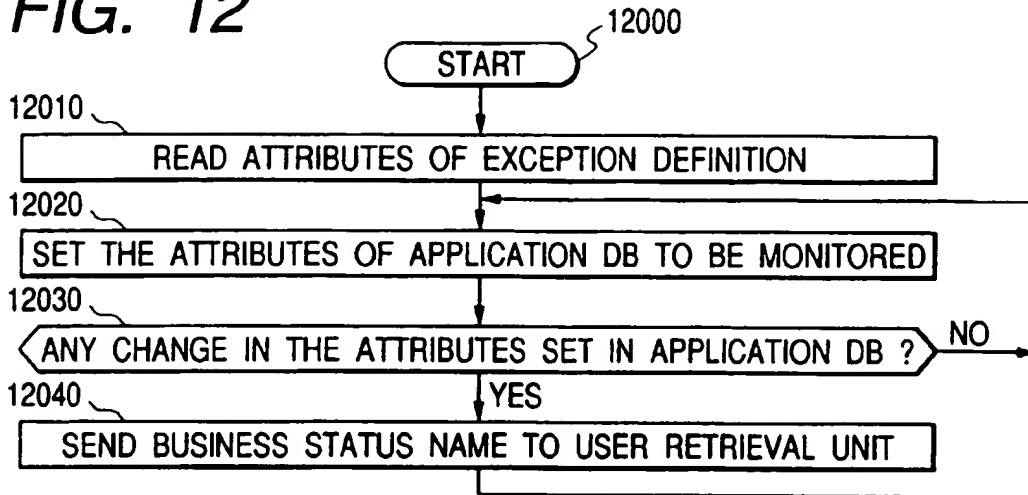 FIG. 12
12000
START
12010
READ ATTRIBUTES OF EXCEPTION DEFINITION
12020
SET THE ATTRIBUTES OF APPLICATION DB TO BE MONITORED
12030
ANY CHANGE IN THE ATTRIBUTES SET IN APPLICATION DB ?
NO
YES
12040
SEND BUSINESS STATUS NAME TO USER RETRIEVAL UNIT